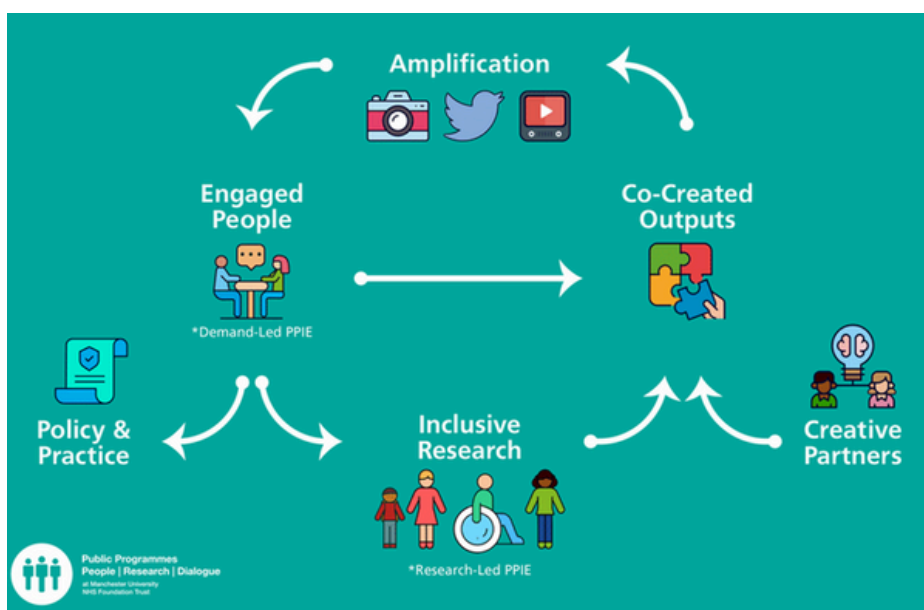 Amplification
Engaged
People
*Demand-Led PPIE
Co-Created
Outputs
Policy &
Practice
Inclusive
Research
*Research-Led PPIE
Creative
Partners
Public Programmes
People | Research | Dialogue
at Manchester University
NHS Foundation Trust